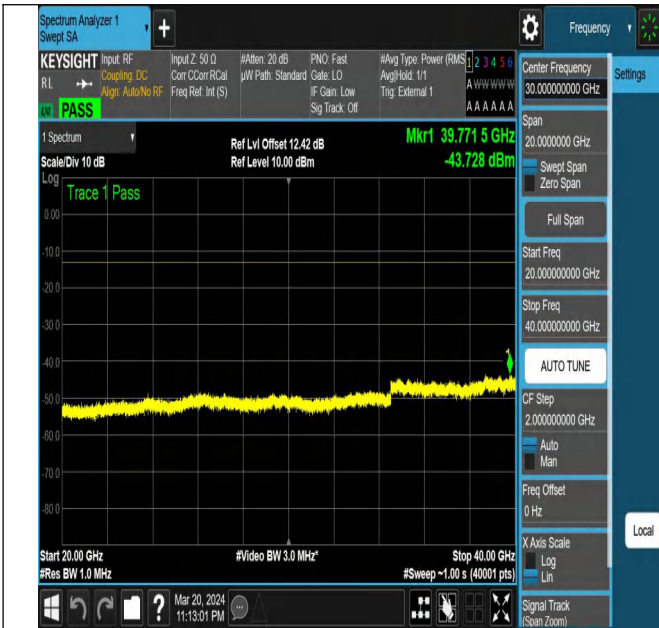 Spectrum Analyzer 1
Swept SA
+
Frequency
KEYSIGHT
RL
PASS
Input: RF
Coupling: DC
Align: Auto/No RF
Input Z: 50 Ω
Corr CCorr RCal
Freq Ref: Int (S)
#Atten: 20 dB
µW Path: Standard
PNO: Fast
Gate: LO
IF Gain: Low
Sig Track: Off
#Avg Type: Power (RMS
Avg|Hold: 1/1
Trig: External 1
1 2 3 4 5 6
A W W W W W
A A A A A A
1 Spectrum
Scale/Div 10 dB
Ref Lvl Offset 12.42 dB
Ref Level 10.00 dBm
Mkr1 39.771 5 GHz
-43.728 dBm
Log
Trace 1 Pass
0.00
-10.0
-20.0
-30.0
-40.0
-50.0
-60.0
-70.0
-80.0
1
Start 20.00 GHz
#Res BW 1.0 MHz
#Video BW 3.0 MHz*
Stop 40.00 GHz
#Sweep ~1.00 s (40001 pts)
?
Mar 20, 2024
11:13:01 PM
Center Frequency
30.000000000 GHz
Settings
Span
20.0000000 GHz
Swept Span
Zero Span
Full Span
Start Freq
20.000000000 GHz
Stop Freq
40.000000000 GHz
AUTO TUNE
CF Step
2.000000000 GHz
Auto
Man
Freq Offset
0 Hz
X Axis Scale
Log
Lin
Local
Signal Track
(Span Zoom)